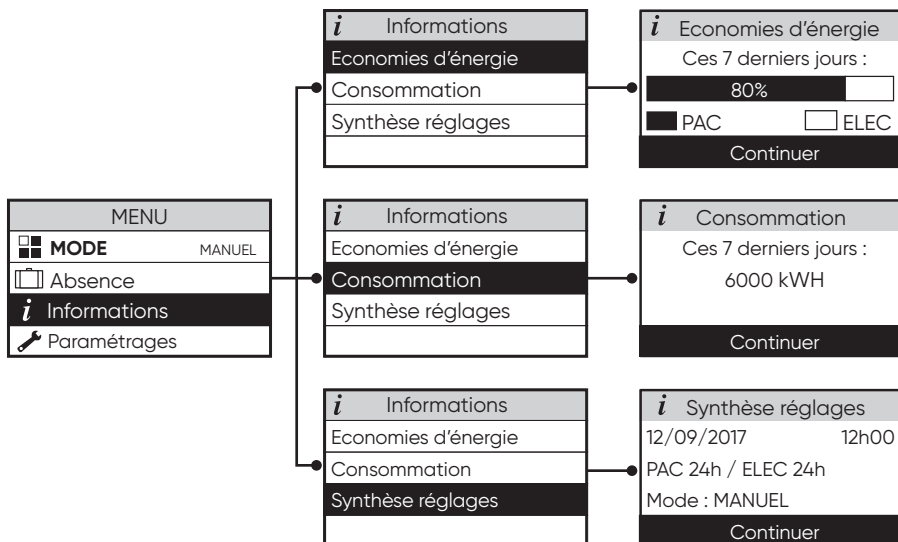 i Informations
Economies d'énergie
Consommation
Synthèse réglages
i Economies d'énergie
Ces 7 derniers jours :
80%
PAC ELEC
Continuer
MENU
MODE MANUEL
Absence
i Informations
Paramétrages
i Informations
Economies d'énergie
Consommation
Synthèse réglages
i Consommation
Ces 7 derniers jours :
6000 kWH
Continuer
i Informations
Economies d'énergie
Consommation
Synthèse réglages
i Synthèse réglages
12/09/2017 12h00
PAC 24h / ELEC 24h
Mode : MANUEL
Continuer